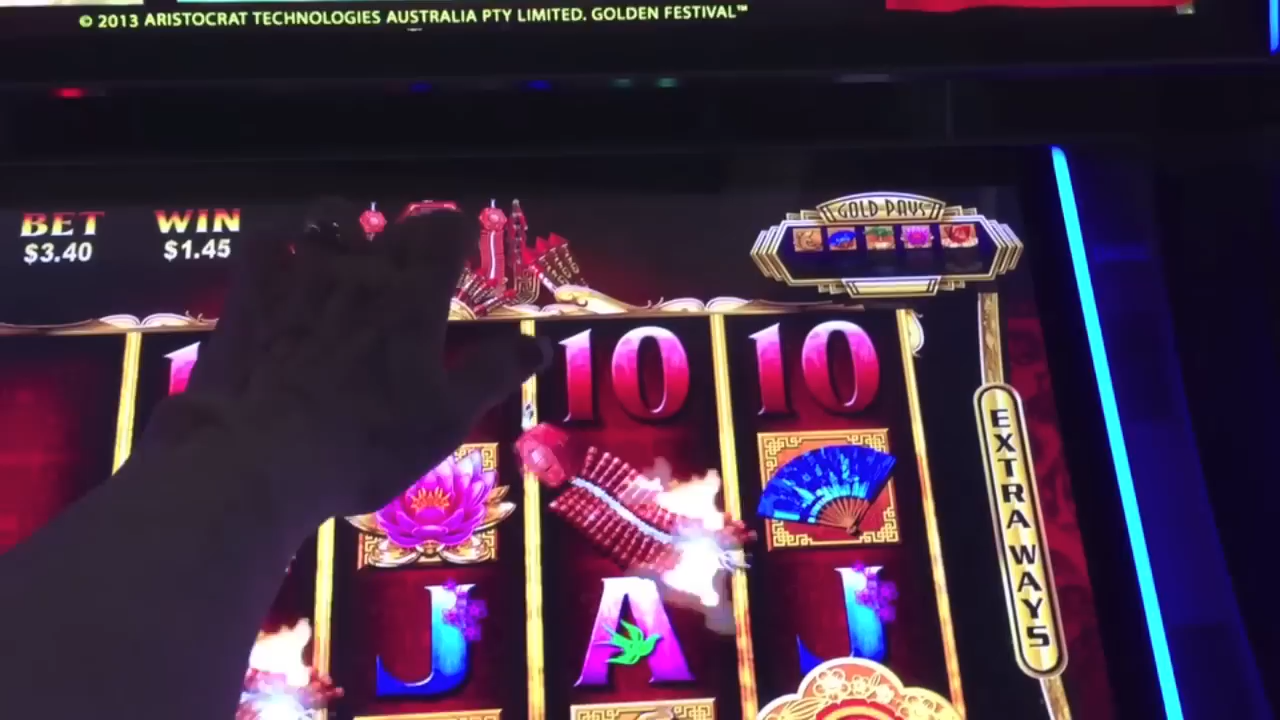 © 2013 ARISTOCRAT TECHNOLOGIES AUSTRALIA PTY LIMITED. GOLDEN FESTIVAL™
BET WIN
$3.40 $1.45
GOLD PAYS
10 10
J A J
EXTRA WAYS